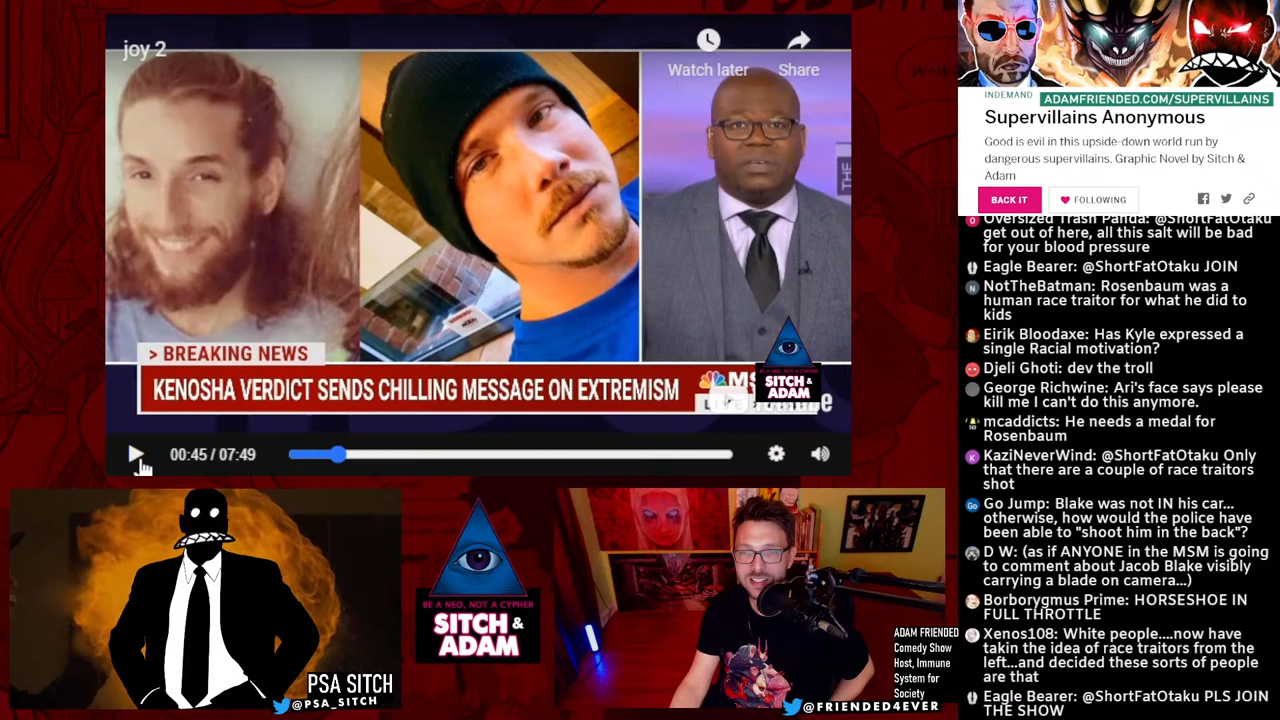 joy 2
Watch later
Share
> BREAKING NEWS
KENOSHA VERDICT SENDS CHILLING MESSAGE ON EXTREMISM
BE A NEO, NOT A CYPHER
SITCH &
ADAM
00:45 / 07:49
PSA SITCH
@PSA_SITCH
BE A NEO, NOT A CYPHER
SITCH &
ADAM
ADAM FRIENDED
Comedy Show
Host, Immune
System for
Society
@FRIENDED4EVER
INDEMAND
ADAMFRIENDED.COM/SUPERVILLAINS
Supervillains Anonymous
Good is evil in this upside-down world run by
dangerous supervillains. Graphic Novel by Sitch &
Adam
BACK IT
FOLLOWING
Oversized Trash Panda: @ShortFatOtaku
get out of here, all this salt will be bad
for your blood pressure
Eagle Bearer: @ShortFatOtaku JOIN
NotTheBatman: Rosenbaum was a
human race traitor for what he did to
kids
Eirik Bloodaxe: Has Kyle expressed a
single Racial motivation?
Djeli Ghoti: dev the troll
George Richwine: Ari's face says please
kill me I can't do this anymore.
mcaddicts: He needs a medal for
Rosenbaum
KaziNeverWind: @ShortFatOtaku Only
that there are a couple of race traitors
shot
Go Jump: Blake was not IN his car...
otherwise, how would the police have
been able to "shoot him in the back"?
D W: (as if ANYONE in the MSM is going
to comment about Jacob Blake visibly
carrying a blade on camera...)
Borborygmus Prime: HORSESHOE IN
FULL THROTTLE
Xenos108: White people....now have
takin the idea of race traitors from the
left...and decided these sorts of people
are that
Eagle Bearer: @ShortFatOtaku PLS JOIN
THE SHOW